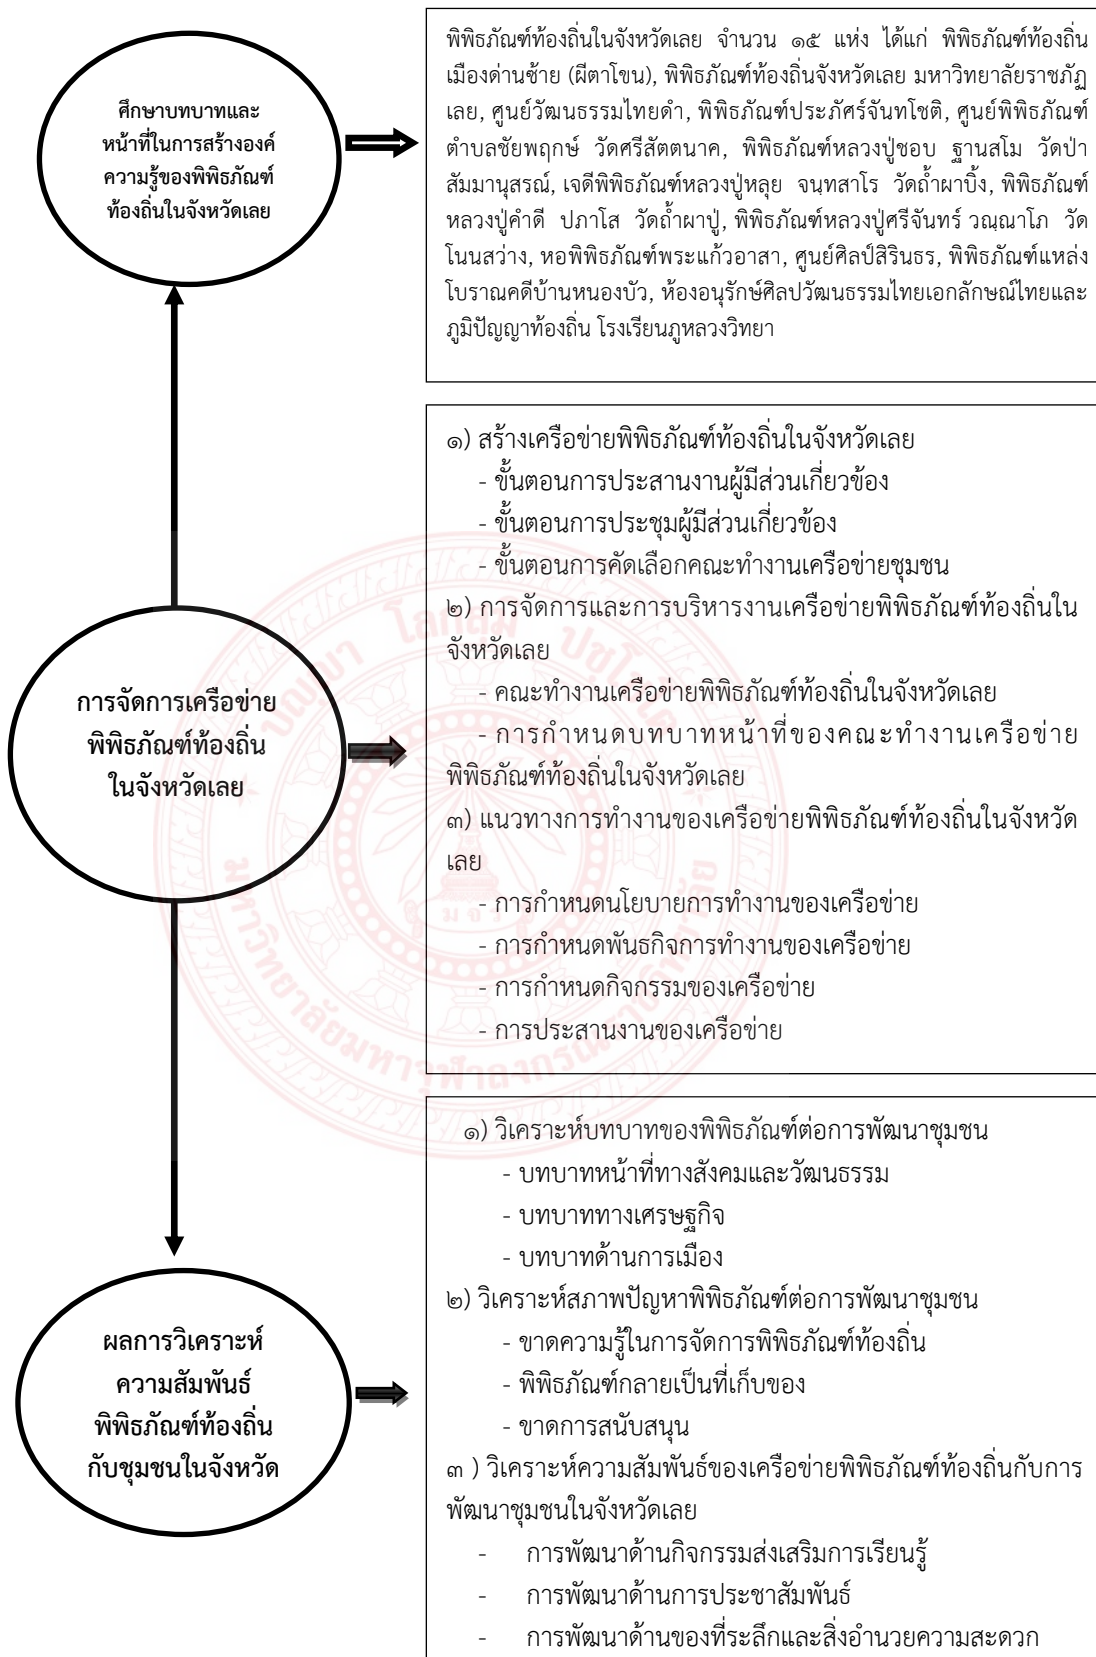 ศึกษาบทบาทและ
หน้าที่ในการสร้างองค์
ความรู้ของพิพิธภัณฑ์
ท้องถิ่นในจังหวัดเลย
พิพิธภัณฑ์ท้องถิ่นในจังหวัดเลย จำนวน ๑๕ แห่ง ได้แก่ พิพิธภัณฑ์ท้องถิ่น
เมืองด่านซ้าย (ผีตาโขน), พิพิธภัณฑ์ท้องถิ่นจังหวัดเลย มหาวิทยาลัยราชภัฏ
เลย, ศูนย์วัฒนธรรมไทยดำ, พิพิธภัณฑ์ประภัศร์จันทโชติ, ศูนย์พิพิธภัณฑ์
ตำบลชัยพฤกษ์ วัดศรีสัตตนาค, พิพิธภัณฑ์หลวงปู่ชอบ ฐานสโม วัดป่า
สัมมานุสรณ์, เจดีพิพิธภัณฑ์หลวงปู่หลุย จนฺทสาโร วัดถ้ำผาบิ้ง, พิพิธภัณฑ์
หลวงปู่คำดี ปภาโส วัดถ้ำผาปู่, พิพิธภัณฑ์หลวงปู่ศรีจันทร์ วณฺณาโภ วัด
โนนสว่าง, หอพิพิธภัณฑ์พระแก้วอาสา, ศูนย์ศิลป์สิรินธร, พิพิธภัณฑ์แหล่ง
โบราณคดีบ้านหนองบัว, ห้องอนุรักษ์ศิลปวัฒนธรรมไทยเอกลักษณ์ไทยและ
ภูมิปัญญาท้องถิ่น โรงเรียนภูหลวงวิทยา
การจัดการเครือข่าย
พิพิธภัณฑ์ท้องถิ่น
ในจังหวัดเลย
๑) สร้างเครือข่ายพิพิธภัณฑ์ท้องถิ่นในจังหวัดเลย
- ขั้นตอนการประสานงานผู้มีส่วนเกี่ยวข้อง
- ขั้นตอนการประชุมผู้มีส่วนเกี่ยวข้อง
- ขั้นตอนการคัดเลือกคณะทำงานเครือข่ายชุมชน
๒) การจัดการและการบริหารงานเครือข่ายพิพิธภัณฑ์ท้องถิ่นใน
จังหวัดเลย
- คณะทำงานเครือข่ายพิพิธภัณฑ์ท้องถิ่นในจังหวัดเลย
- การกำหนดบทบาทหน้าที่ของคณะทำงานเครือข่าย
พิพิธภัณฑ์ท้องถิ่นในจังหวัดเลย
๓) แนวทางการทำงานของเครือข่ายพิพิธภัณฑ์ท้องถิ่นในจังหวัด
เลย
- การกำหนดนโยบายการทำงานของเครือข่าย
- การกำหนดพันธกิจการทำงานของเครือข่าย
- การกำหนดกิจกรรมของเครือข่าย
- การประสานงานของเครือข่าย
ปญฺญา โลกสฺมิ ปชฺโชโต
มจร
มหาวิทยาลัยมหาจุฬาลงกรณราชวิทยาลัย
ผลการวิเคราะห์
ความสัมพันธ์
พิพิธภัณฑ์ท้องถิ่น
กับชุมชนในจังหวัด
๑) วิเคราะห์บทบาทของพิพิธภัณฑ์ต่อการพัฒนาชุมชน
- บทบาทหน้าที่ทางสังคมและวัฒนธรรม
- บทบาททางเศรษฐกิจ
- บทบาทด้านการเมือง
๒) วิเคราะห์สภาพปัญหาพิพิธภัณฑ์ต่อการพัฒนาชุมชน
- ขาดความรู้ในการจัดการพิพิธภัณฑ์ท้องถิ่น
- พิพิธภัณฑ์กลายเป็นที่เก็บของ
- ขาดการสนับสนุน
๓ ) วิเคราะห์ความสัมพันธ์ของเครือข่ายพิพิธภัณฑ์ท้องถิ่นกับการ
พัฒนาชุมชนในจังหวัดเลย
- การพัฒนาด้านกิจกรรมส่งเสริมการเรียนรู้
- การพัฒนาด้านการประชาสัมพันธ์
- การพัฒนาด้านของที่ระลึกและสิ่งอำนวยความสะดวก